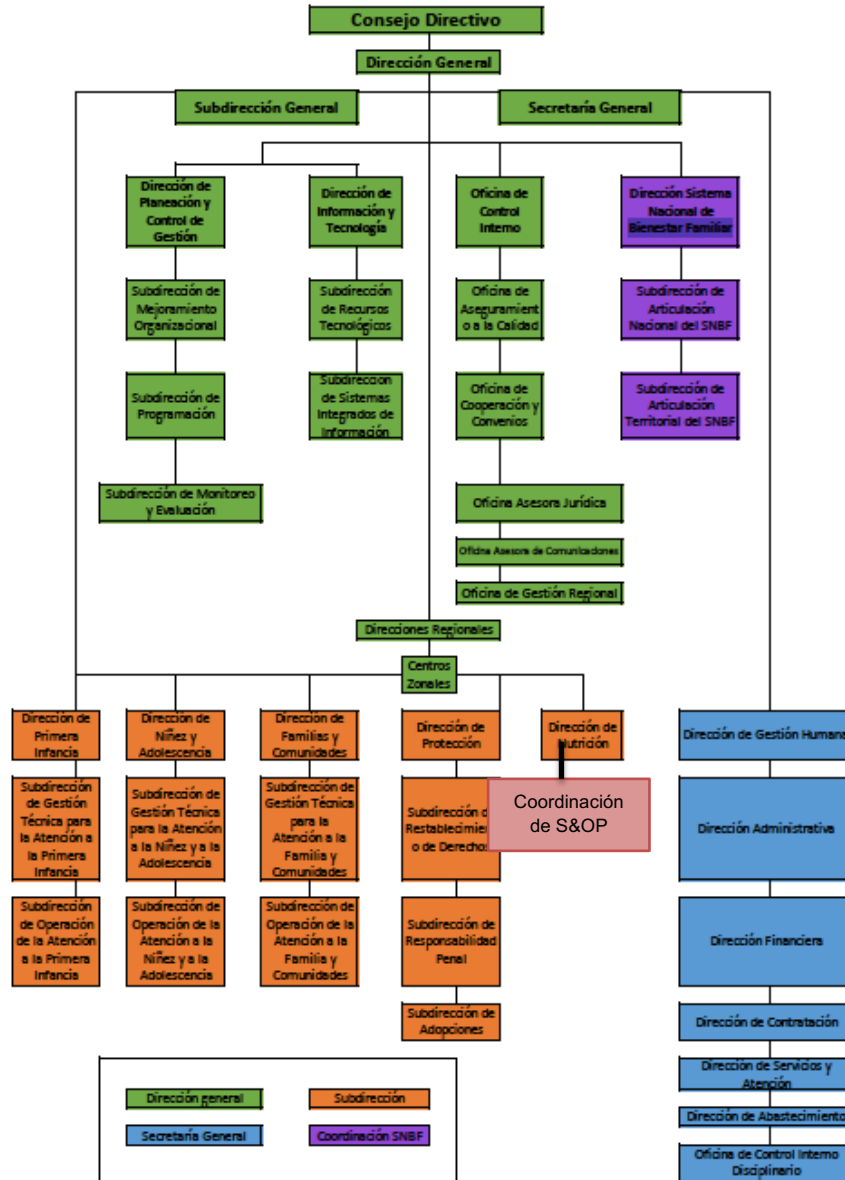 Consejo Directivo
Dirección General
Subdirección General
Secretaría General
Dirección de
Planeación y
Control de
Gestión
Dirección de
Información y
Tecnología
Oficina de
Control
Interno
Dirección Sistema
Nacional de
Bienestar Familiar
Subdirección de
Mejoramiento
Organizacional
Subdirección
de Recursos
Tecnológicos
Oficina de
Aseguramient
o a la Calidad
Subdirección de
Articulación
Nacional del SNBF
Subdirección de
Programación
Subdirección
de Sistemas
Integrados de
Información
Oficina de
Cooperación y
Convenios
Subdirección de
Articulación
Territorial del SNBF
Subdirección de Monitoreo
y Evaluación
Oficina Asesora Jurídica
Oficina Asesora de Comunicaciones
Oficina de Gestión Regional
Direcciones Regionales
Centros
Zonales
Dirección de
Primera
Infancia
Dirección de
Niñez y
Adolescencia
Dirección de
Familias y
Comunidades
Dirección de
Protección
Dirección de
Nutrición
Dirección de Gestión Humana
Subdirección
de Gestión
Técnica para
la Atención a
la Primera
Infancia
Subdirección de
Gestión Técnica
para la Atención
a la Niñez y a la
Adolescencia
Subdirección de
Gestión Técnica
para la
Atención a la
Familia y
Comunidades
Subdirección d
Restablecimien
o de Derechos
Coordinación
de S&OP
Dirección Administrativa
Subdirección
de Operación
de la Atención
a la Primera
Infancia
Subdirección de
Operación de la
Atención a la
Niñez y a la
Adolescencia
Subdirección de
Operación de la
Atención a la
Familia y
Comunidades
Subdirección de
Responsabilidad
Penal
Dirección Financiera
Subdirección de
Adopciones
Dirección de Contratación
Dirección de Servicios y
Atención
Dirección de Abastecimiento
Oficina de Control Interno
Disciplinario
Dirección general
Subdirección
Secretaría General
Coordinación SNBF